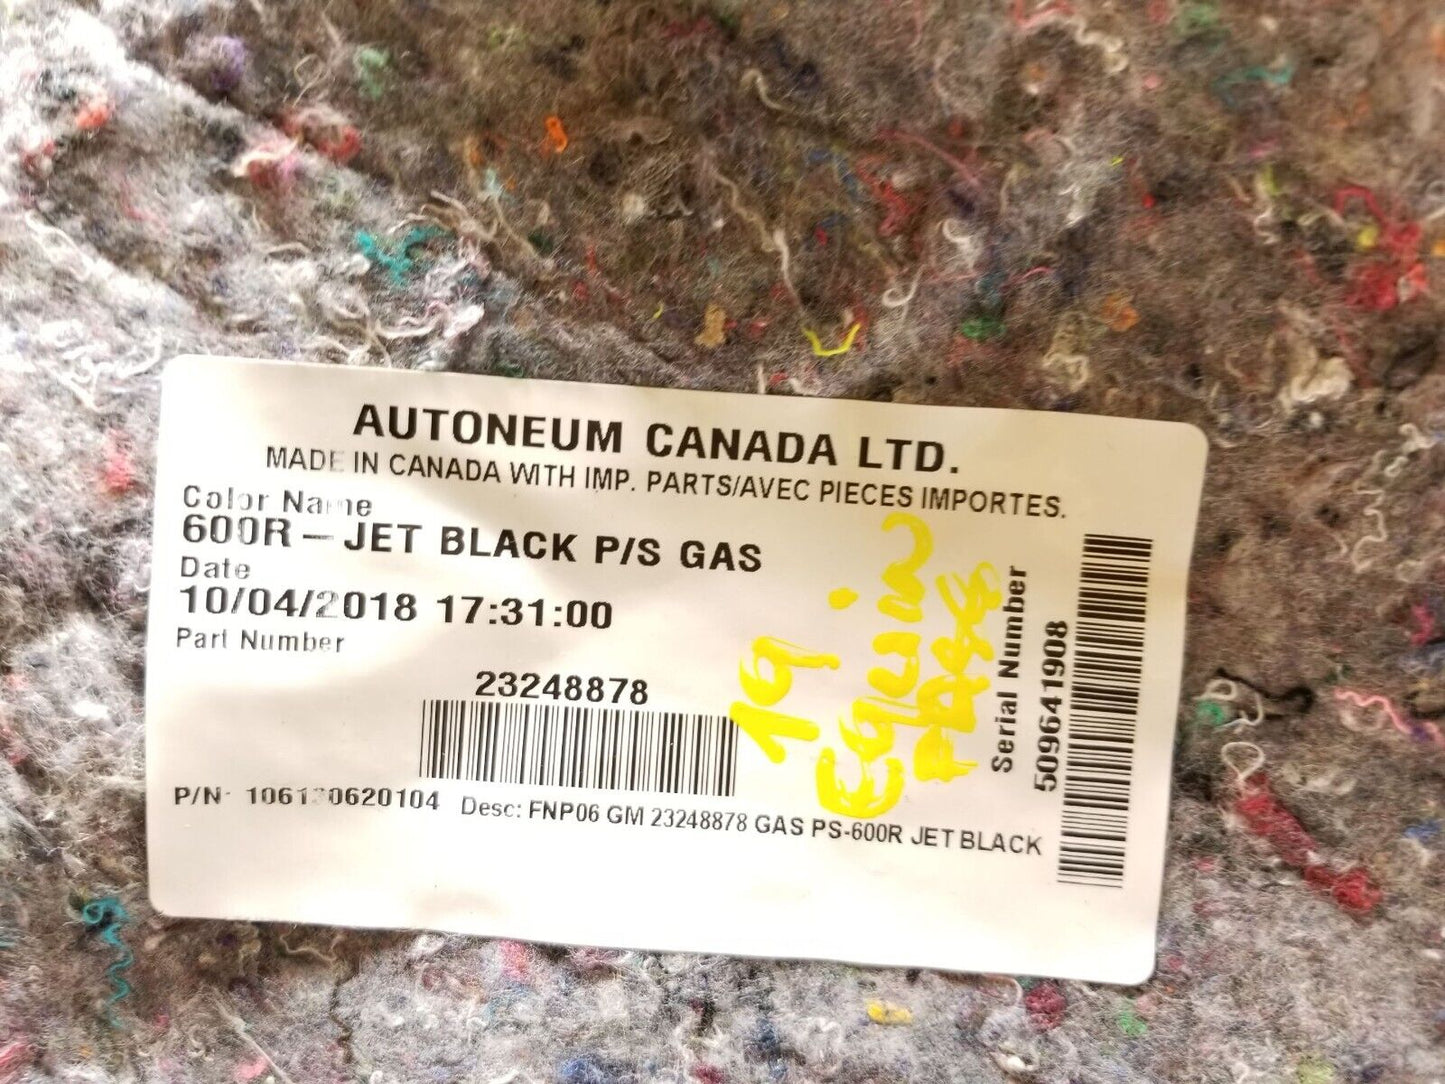 AUTONEUM CANADA LTD.
MADE IN CANADA WITH IMP. PARTS/AVEC PIECES IMPORTES.
Color Name
600R - JET BLACK P/S GAS
Date
10/04/2018 17:31:00
Part Number
23248878
P/N: 106130620104 Desc: FNP06 GM 23248878 GAS PS-600R JET BLACK
Serial Number
509641908
19
Equin